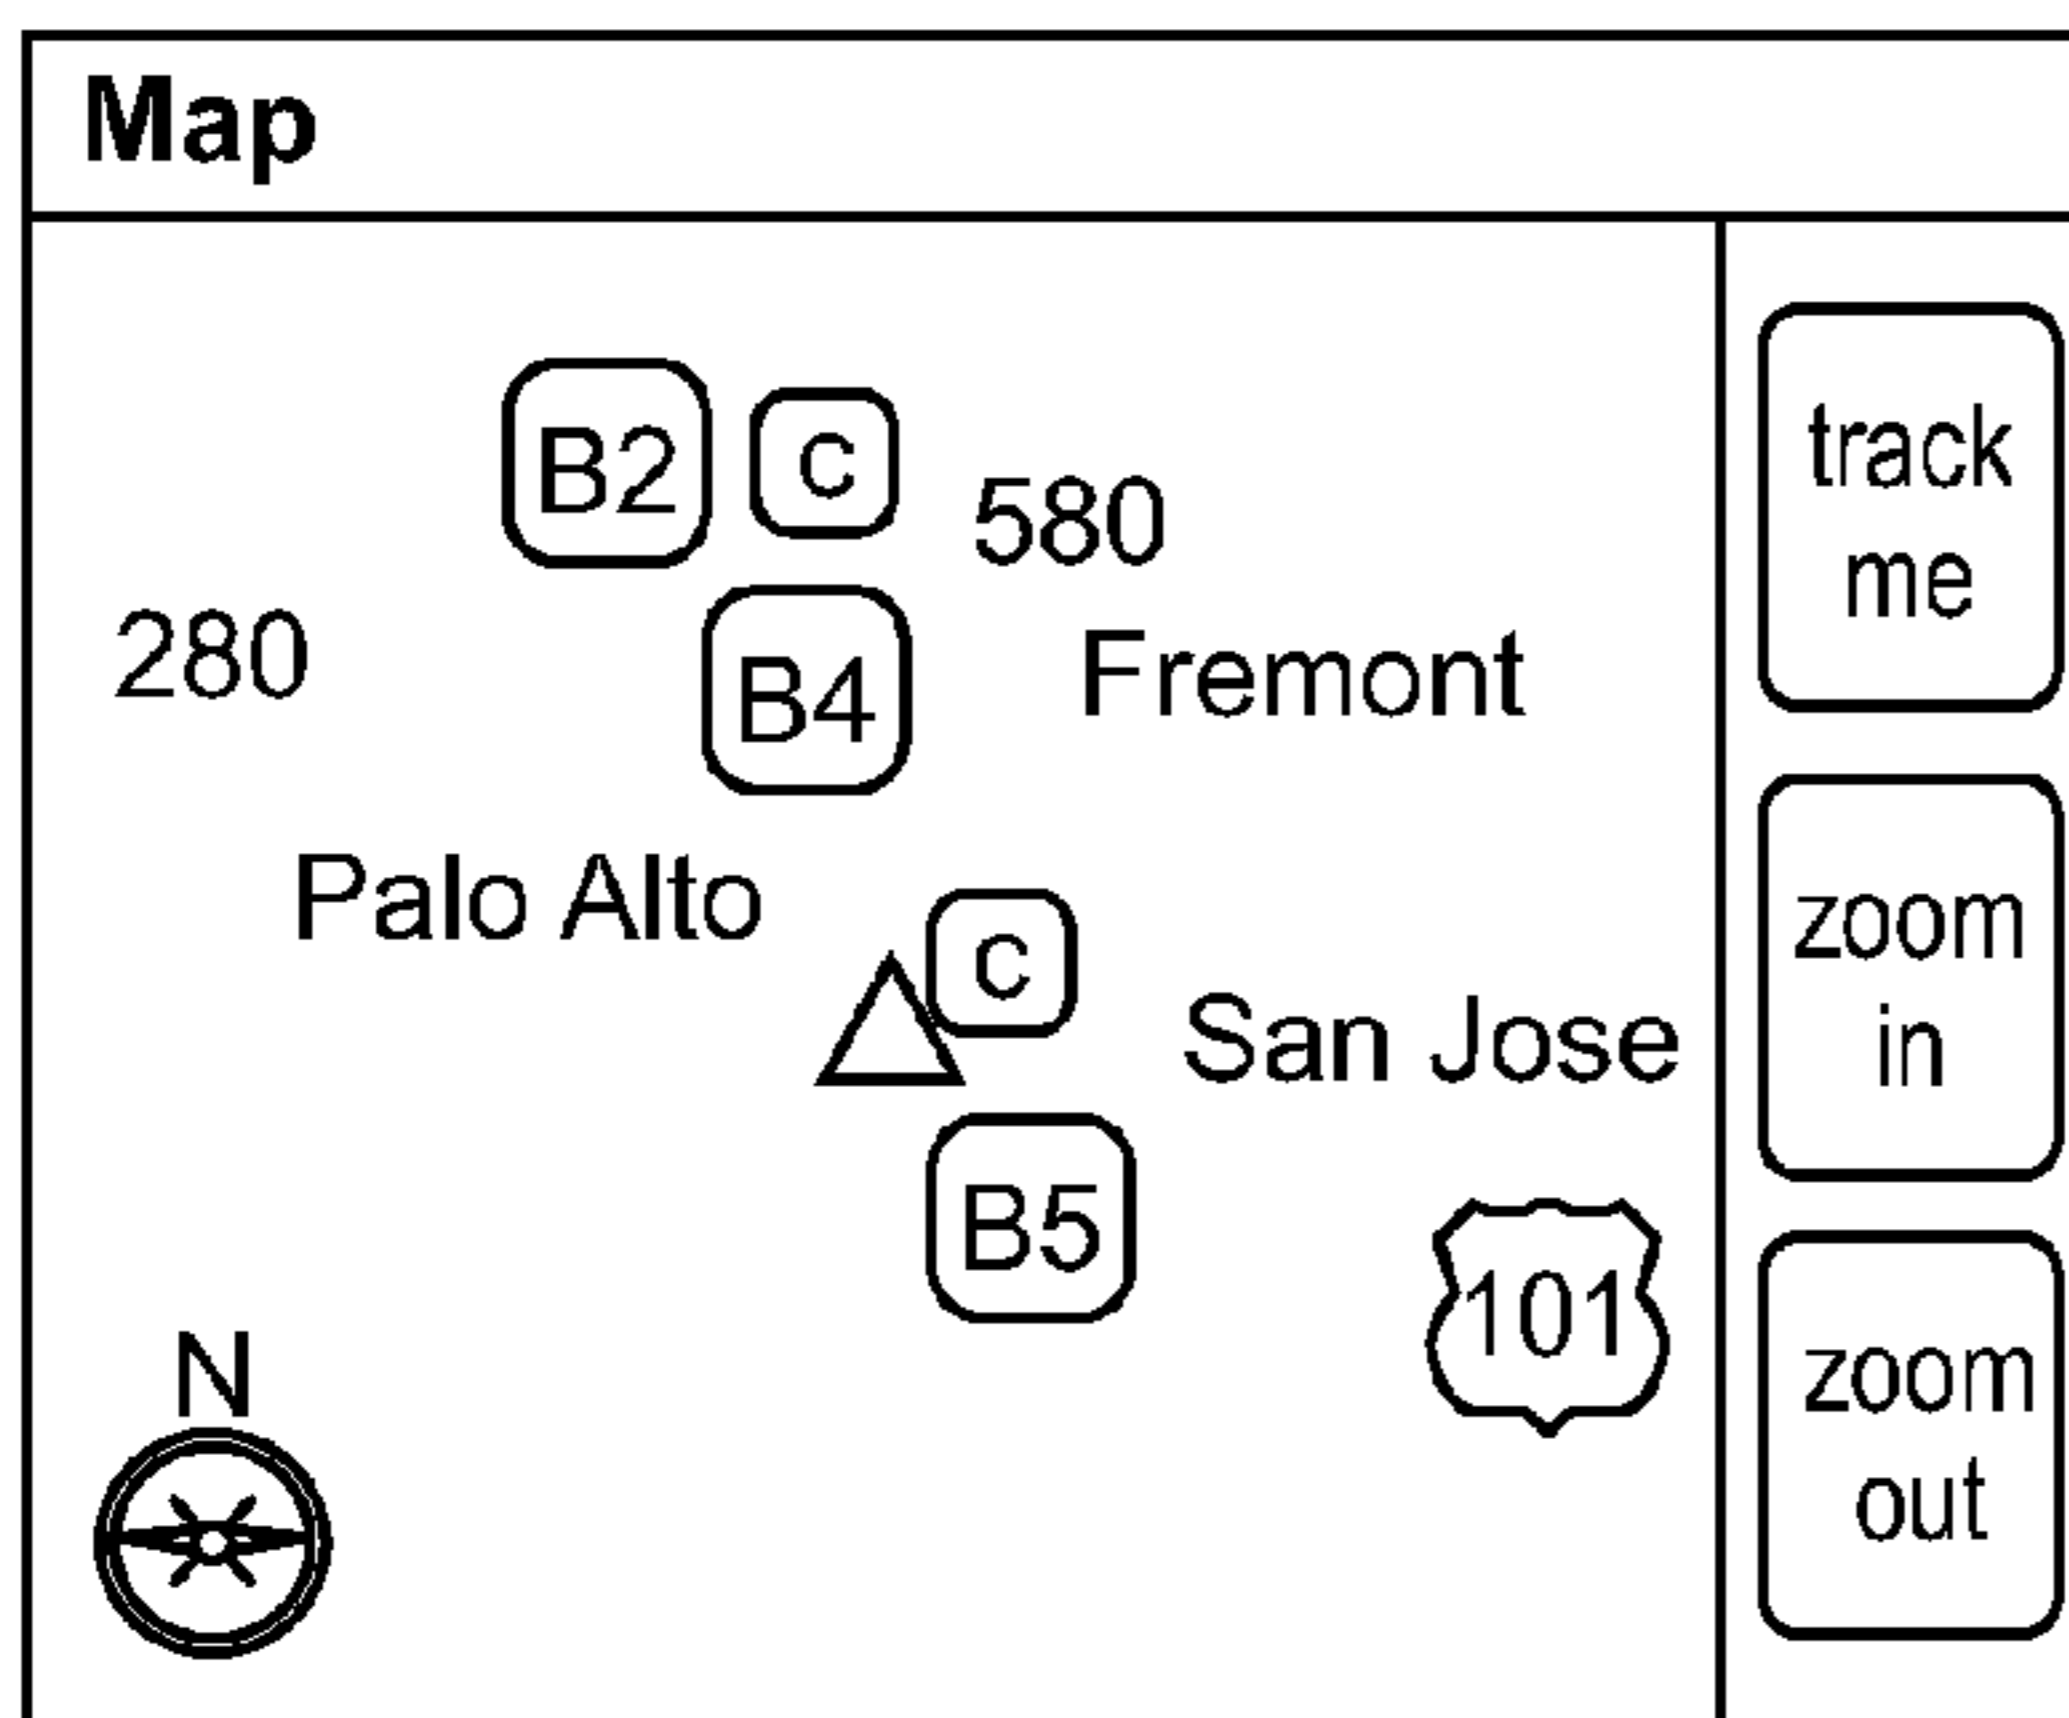 Map
B2 c
580
280
B4
Fremont
Palo Alto
c
San Jose
B5
101
N
track
me
zoom
in
zoom
out